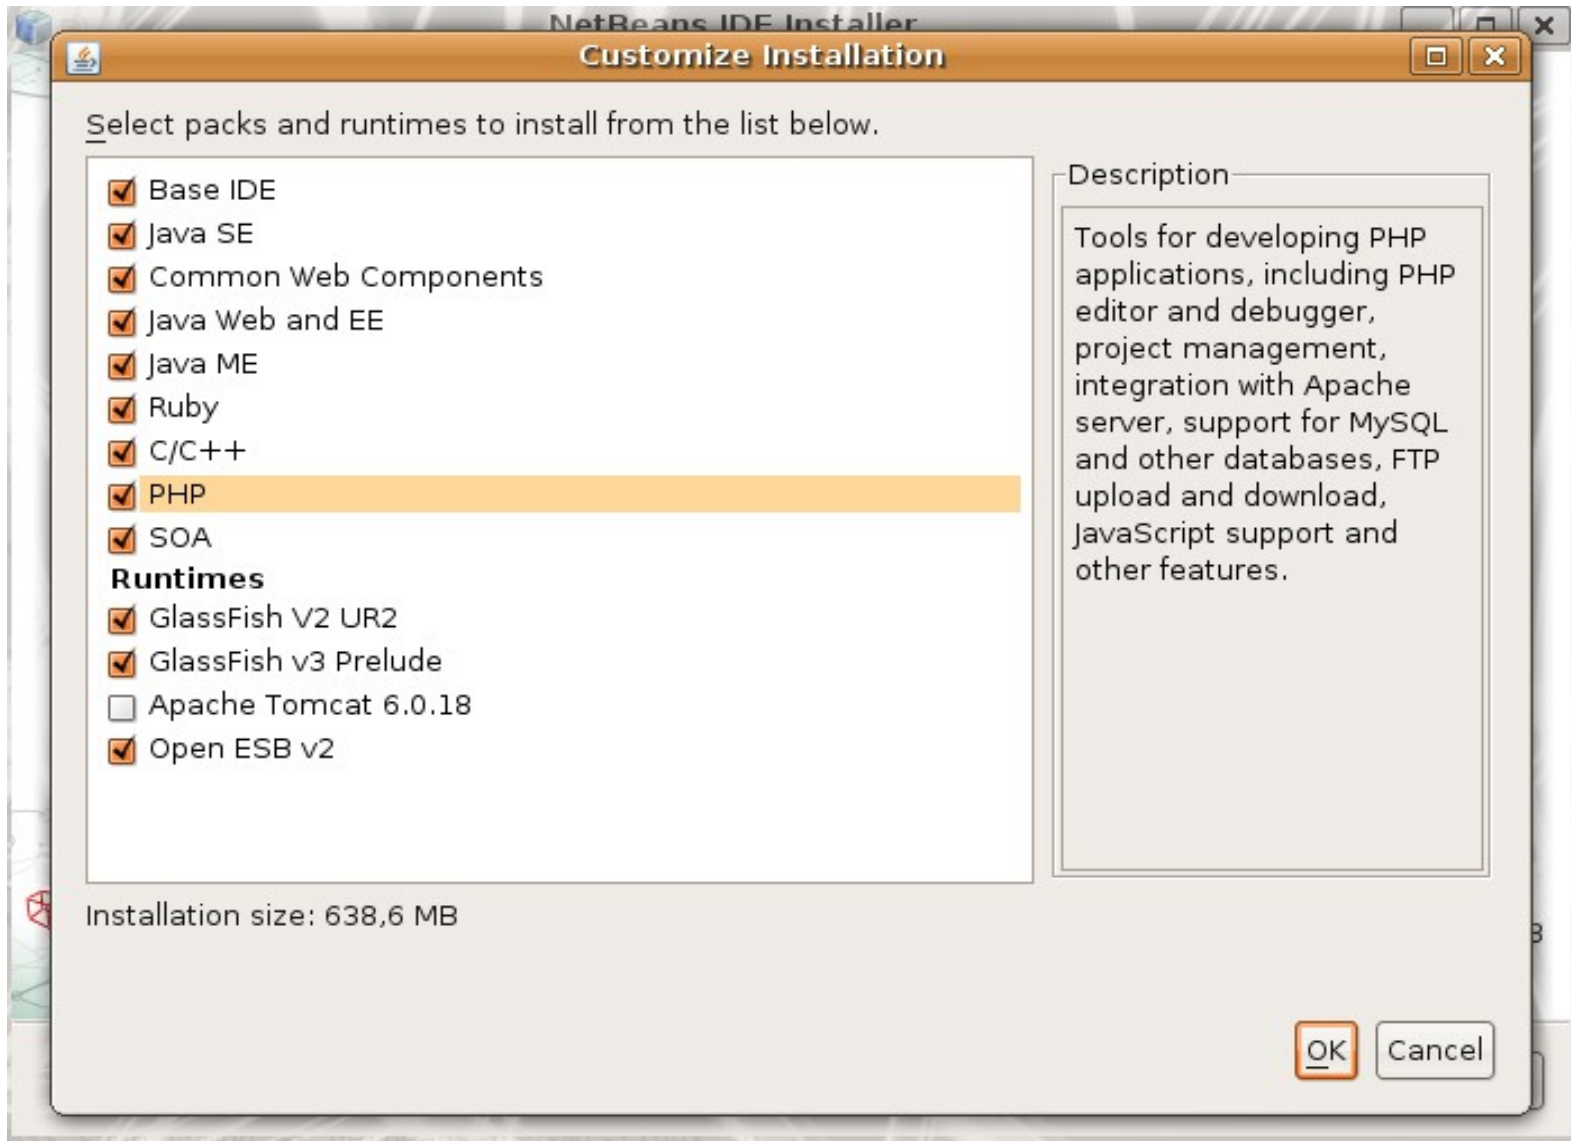 NetBeans IDE Installer
Customize Installation
Select packs and runtimes to install from the list below.
Base IDE
Java SE
Common Web Components
Java Web and EE
Java ME
Ruby
C/C++
PHP
SOA
Runtimes
GlassFish V2 UR2
GlassFish v3 Prelude
Apache Tomcat 6.0.18
Open ESB v2
Description
Tools for developing PHP
applications, including PHP
editor and debugger,
project management,
integration with Apache
server, support for MySQL
and other databases, FTP
upload and download,
JavaScript support and
other features.
Installation size: 638,6 MB
OK
Cancel